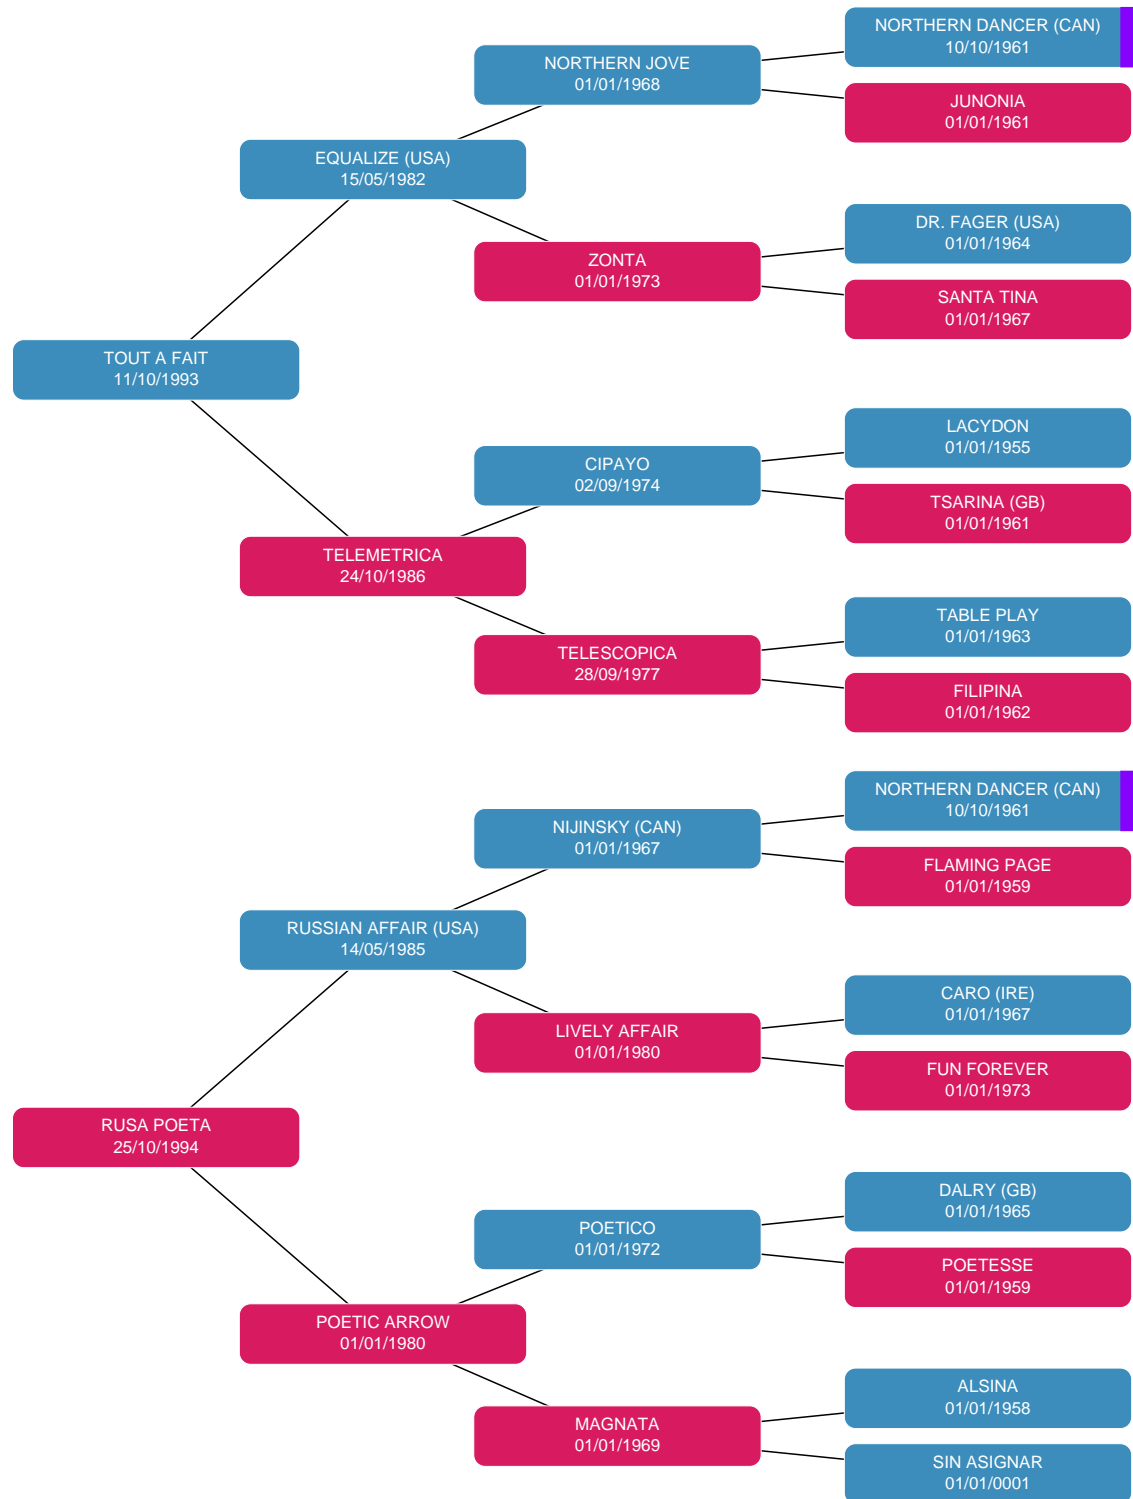 NORTHERN DANCER (CAN)
10/10/1961
NORTHERN JOVE
01/01/1968
JUNONIA
01/01/1961
EQUALIZE (USA)
15/05/1982
DR. FAGER (USA)
01/01/1964
ZONTA
01/01/1973
SANTA TINA
01/01/1967
TOUT A FAIT
11/10/1993
LACYDON
01/01/1955
CIPAYO
02/09/1974
TSARINA (GB)
01/01/1961
TELEMETRICA
24/10/1986
TABLE PLAY
01/01/1963
TELESCOPICA
28/09/1977
FILIPINA
01/01/1962
NORTHERN DANCER (CAN)
10/10/1961
NIJINSKY (CAN)
01/01/1967
FLAMING PAGE
01/01/1959
RUSSIAN AFFAIR (USA)
14/05/1985
CARO (IRE)
01/01/1967
LIVELY AFFAIR
01/01/1980
FUN FOREVER
01/01/1973
RUSA POETA
25/10/1994
DALRY (GB)
01/01/1965
POETICO
01/01/1972
POETESSE
01/01/1959
POETIC ARROW
01/01/1980
ALSINA
01/01/1958
MAGNATA
01/01/1969
SIN ASIGNAR
01/01/0001